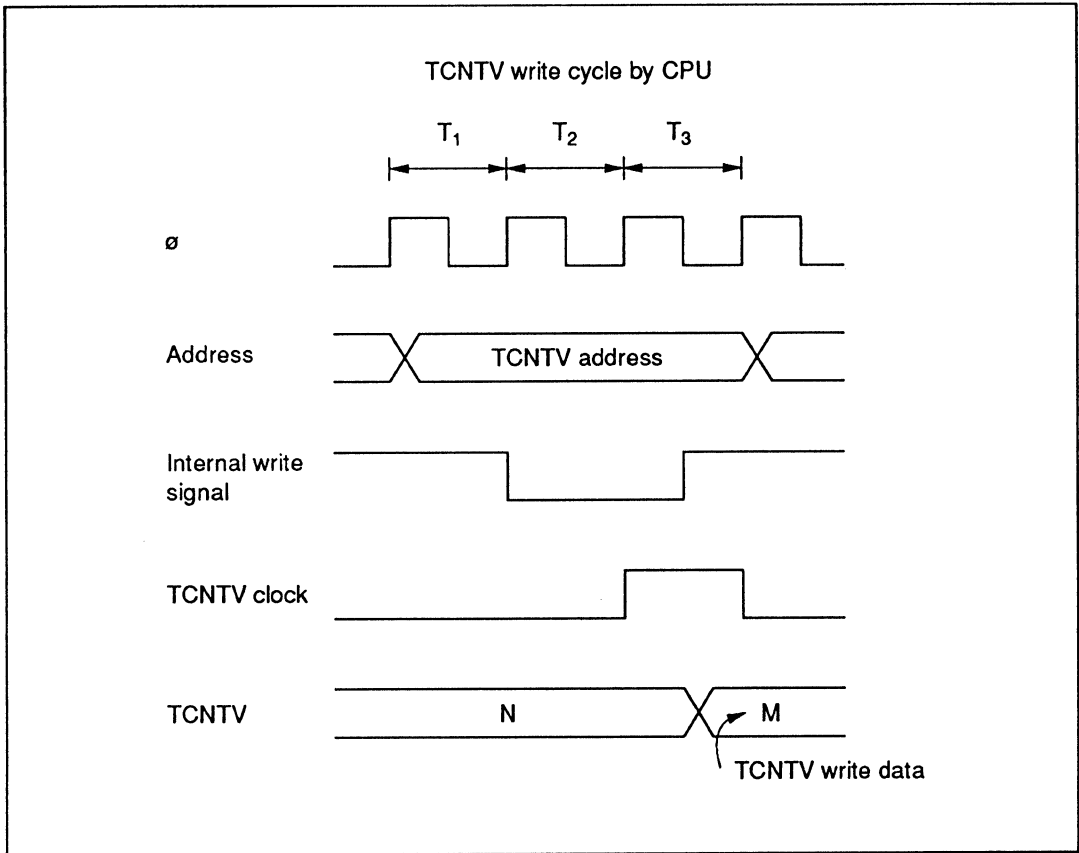 TCNTV write cycle by CPU
T₁ T₂ T₃
ø
Address
TCNTV address
Internal write
signal
TCNTV clock
TCNTV
N
M
TCNTV write data